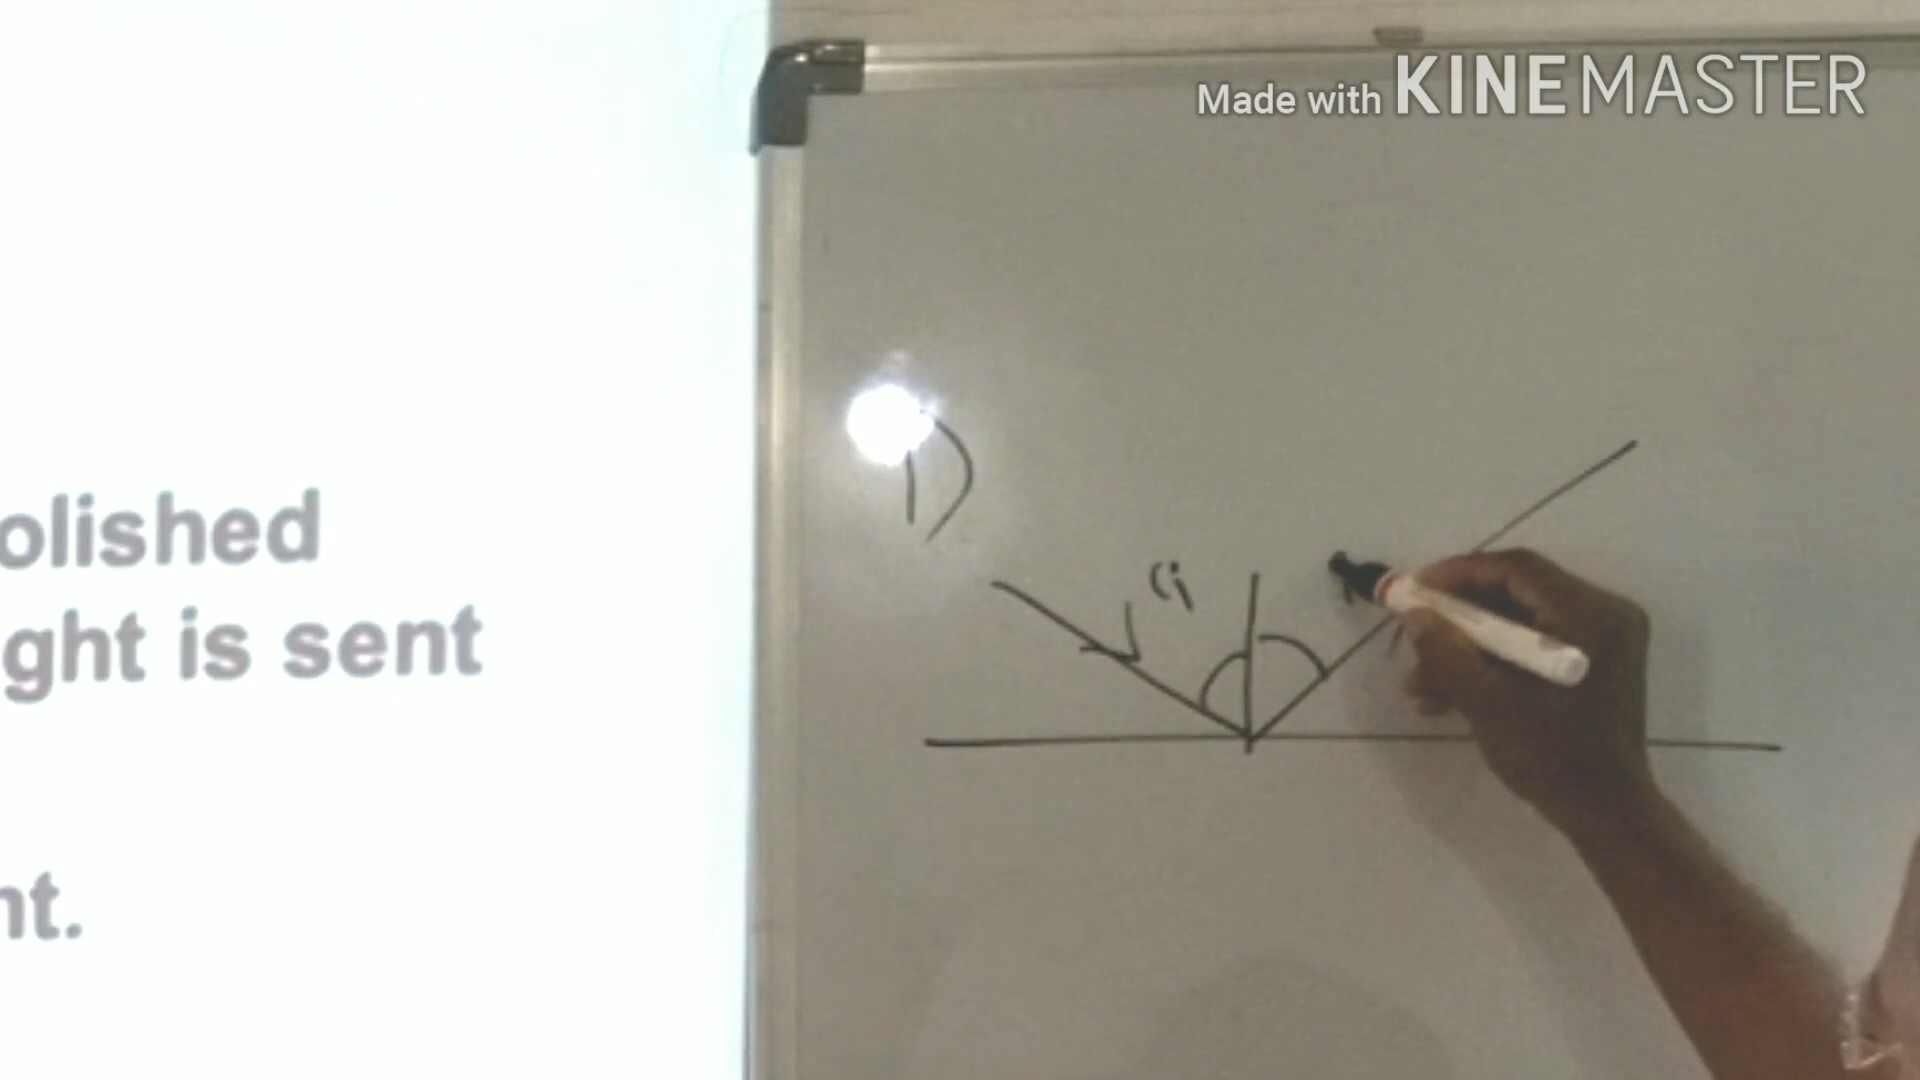 Made with KINEMASTER
olished
ght is sent
nt.
1)